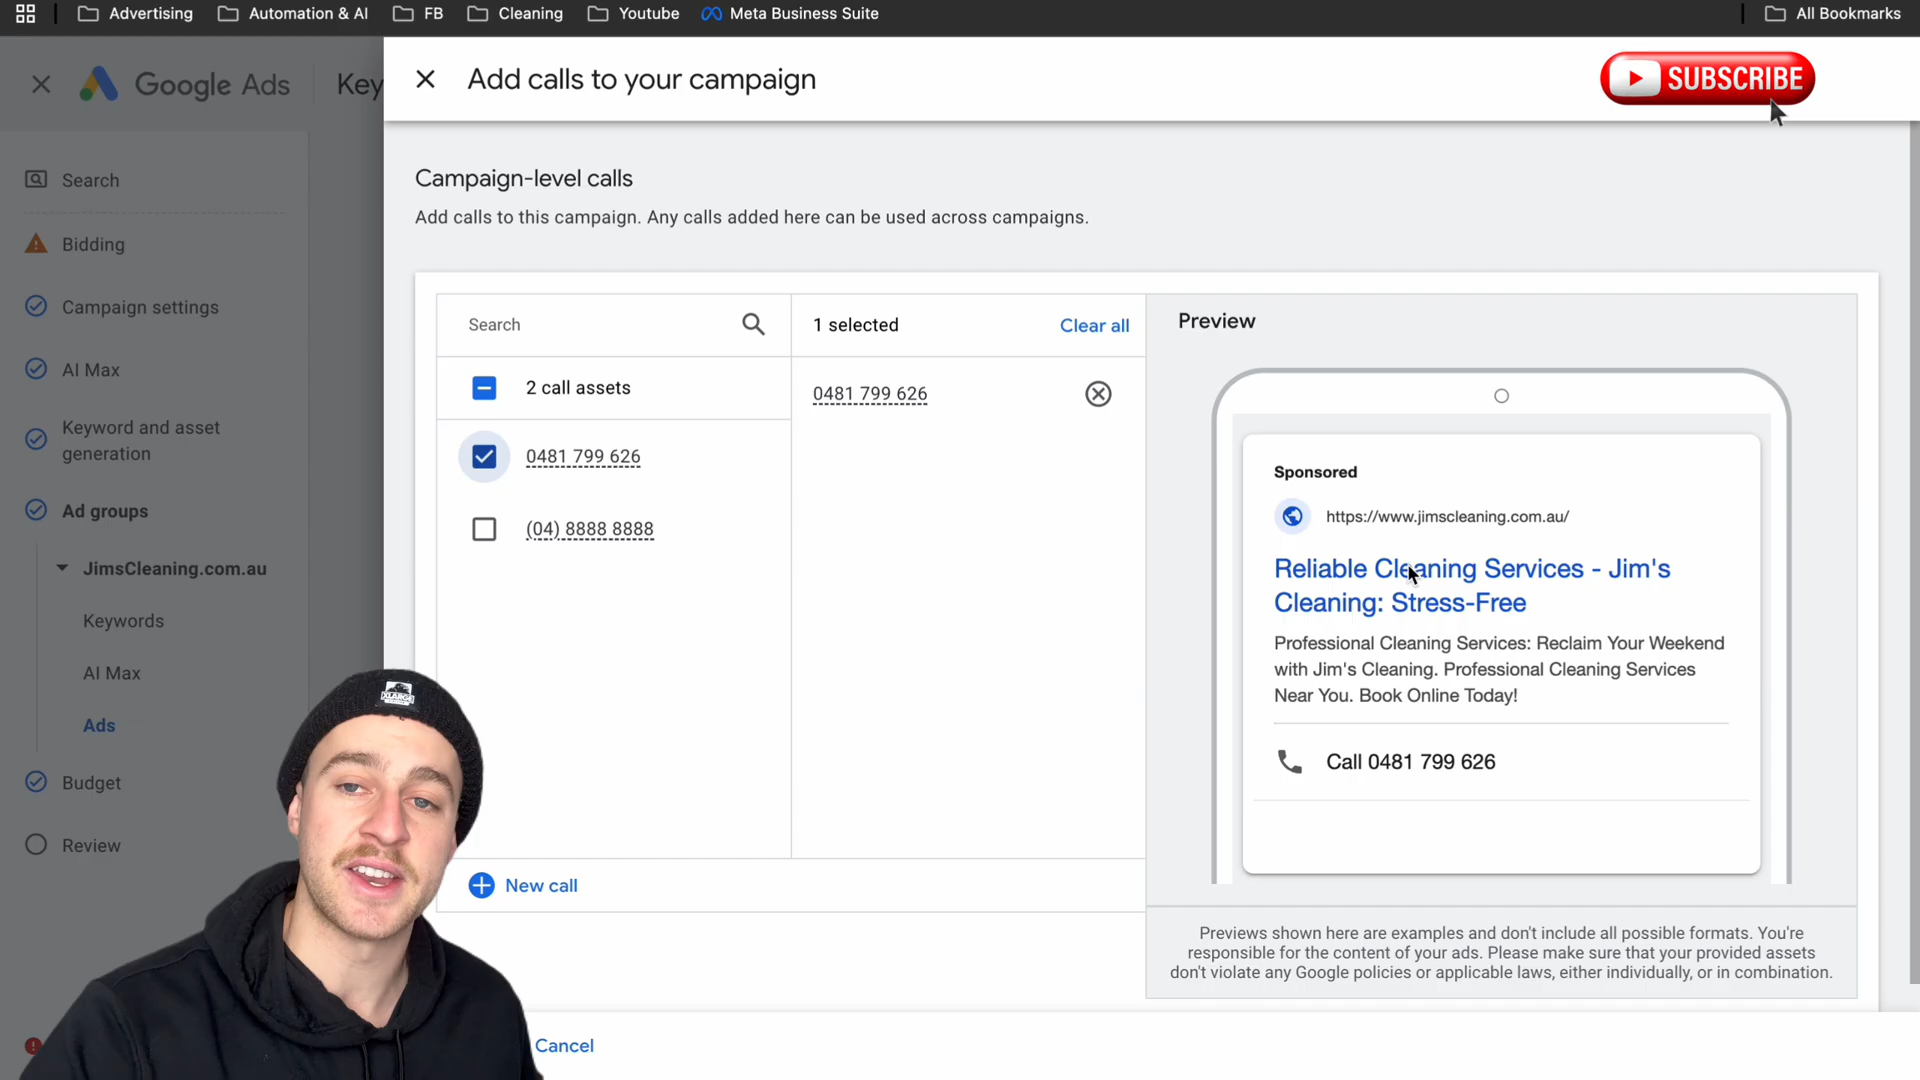 Advertising
Automation & AI
FB
Cleaning
Youtube
Meta Business Suite
All Bookmarks
Google Ads
Key
Add calls to your campaign
SUBSCRIBE
Search
Bidding
Campaign settings
AI Max
Keyword and asset
generation
Ad groups
JimsCleaning.com.au
Keywords
AI Max
Ads
Budget
Review
Campaign-level calls
Add calls to this campaign. Any calls added here can be used across campaigns.
Search
2 call assets
0481 799 626
(04) 8888 8888
New call
1 selected
Clear all
0481 799 626
Preview
Sponsored
https://www.jimscleaning.com.au/
Reliable Cleaning Services - Jim's
Cleaning: Stress-Free
Professional Cleaning Services: Reclaim Your Weekend
with Jim's Cleaning. Professional Cleaning Services
Near You. Book Online Today!
Call 0481 799 626
Previews shown here are examples and don't include all possible formats. You're
responsible for the content of your ads. Please make sure that your provided assets
don't violate any Google policies or applicable laws, either individually, or in combination.
Cancel
XLARGE